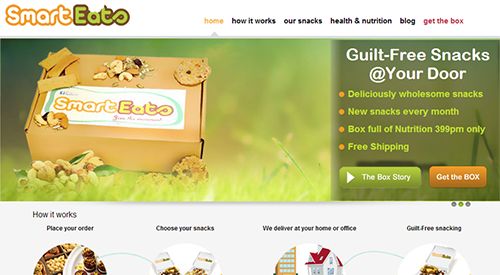 Smart Eats
home how it works our snacks health & nutrition blog get the box
Guilt-Free Snacks
@Your Door
Deliciously wholesome snacks
New snacks every month
Box full of Nutrition 399pm only
Free Shipping
The Box Story
Get the Box
Smart Eats
How it works
Place your order
Choose your snacks
We deliver at your home or office
Guilt-Free snacking